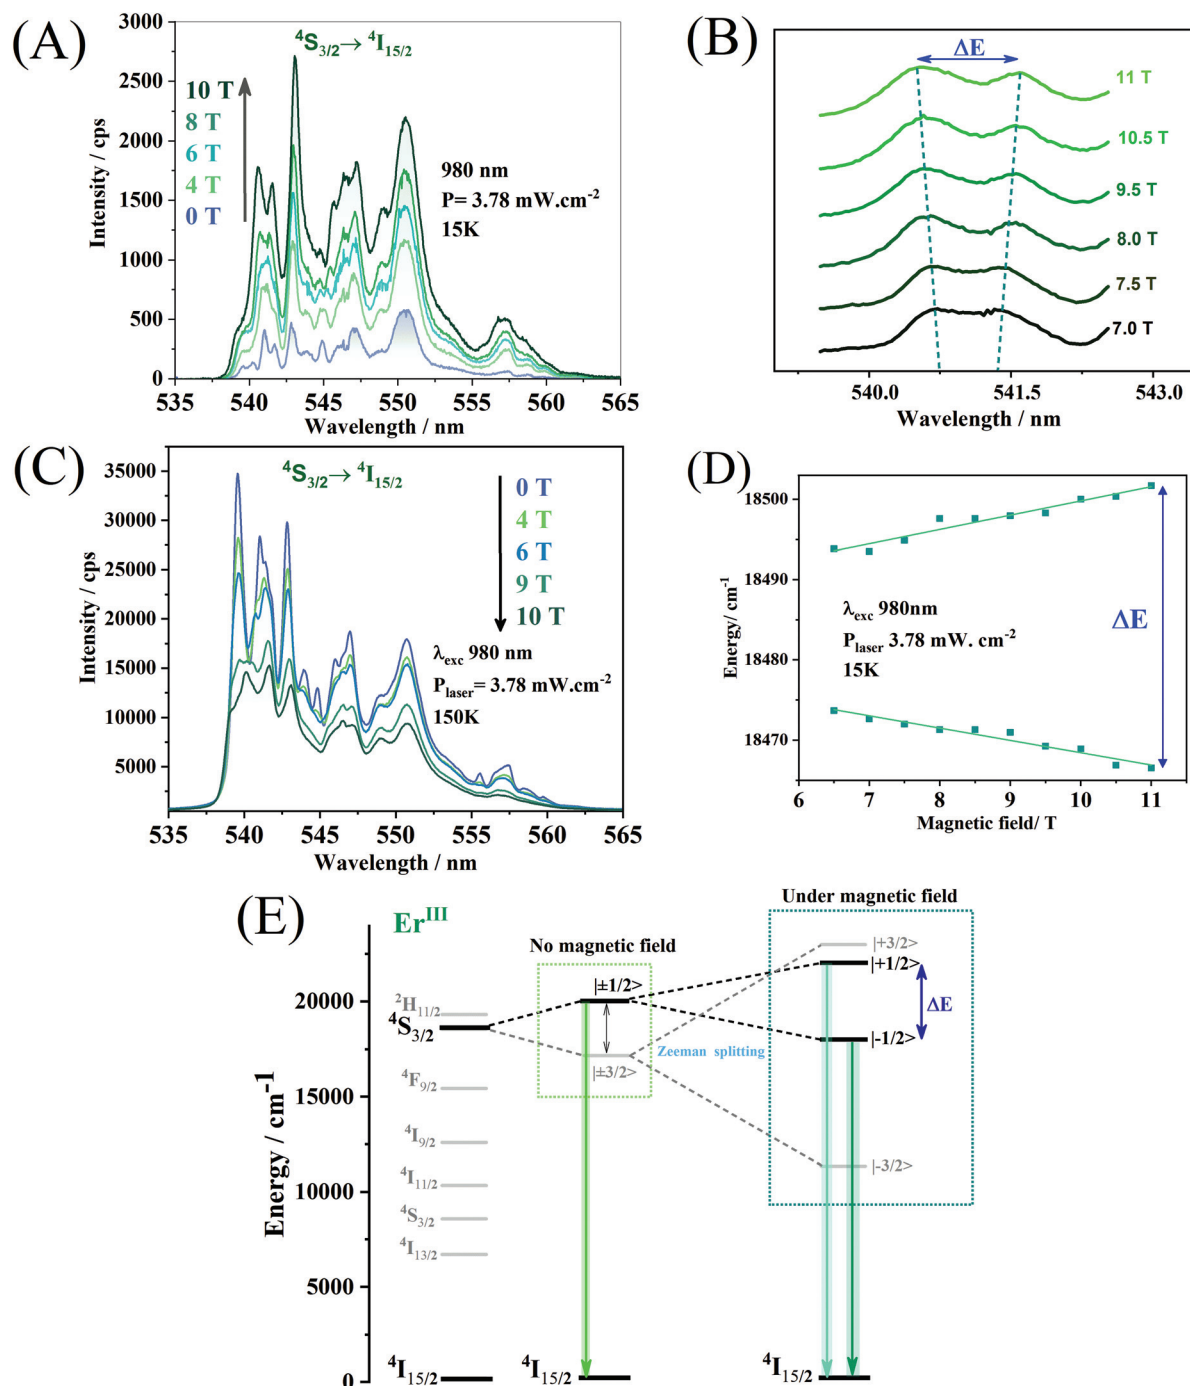 (A)
⁴S₃/₂→ ⁴I₁₅/₂
10 T
8 T
6 T
4 T
0 T
980 nm
P= 3.78 mW.cm⁻²
15K
Intensity / cps
3000
2500
2000
1500
1000
500
0
535 540 545 550 555 560 565
Wavelength / nm
(B)
ΔE
11 T
10.5 T
9.5 T
8.0 T
7.5 T
7.0 T
540.0 541.5 543.0
Wavelength / nm
(C)
⁴S₃/₂→ ⁴I₁₅/₂
0 T
4 T
6 T
9 T
10 T
λexc 980 nm
Plaser= 3.78 mW.cm⁻²
150K
Intensity / cps
35000
30000
25000
20000
15000
10000
5000
535 540 545 550 555 560 565
Wavelength / nm
(D)
Energy/ cm⁻¹
18500
18490
18480
18470
λexc 980nm
Plaser 3.78 mW. cm⁻²
15K
ΔE
6 7 8 9 10 11
Magnetic field/ T
(E)
Erᴵᴵᴵ
Energy / cm⁻¹
20000
15000
10000
5000
0
²H₁₁/₂
⁴S₃/₂
⁴F₉/₂
⁴I₉/₂
⁴I₁₁/₂
⁴S₃/₂
⁴I₁₃/₂
⁴I₁₅/₂
No magnetic field
|±1/2>
|±3/2>
⁴I₁₅/₂
Zeeman splitting
Under magnetic field
|+3/2>
|+1/2>
ΔE
|-1/2>
|-3/2>
⁴I₁₅/₂